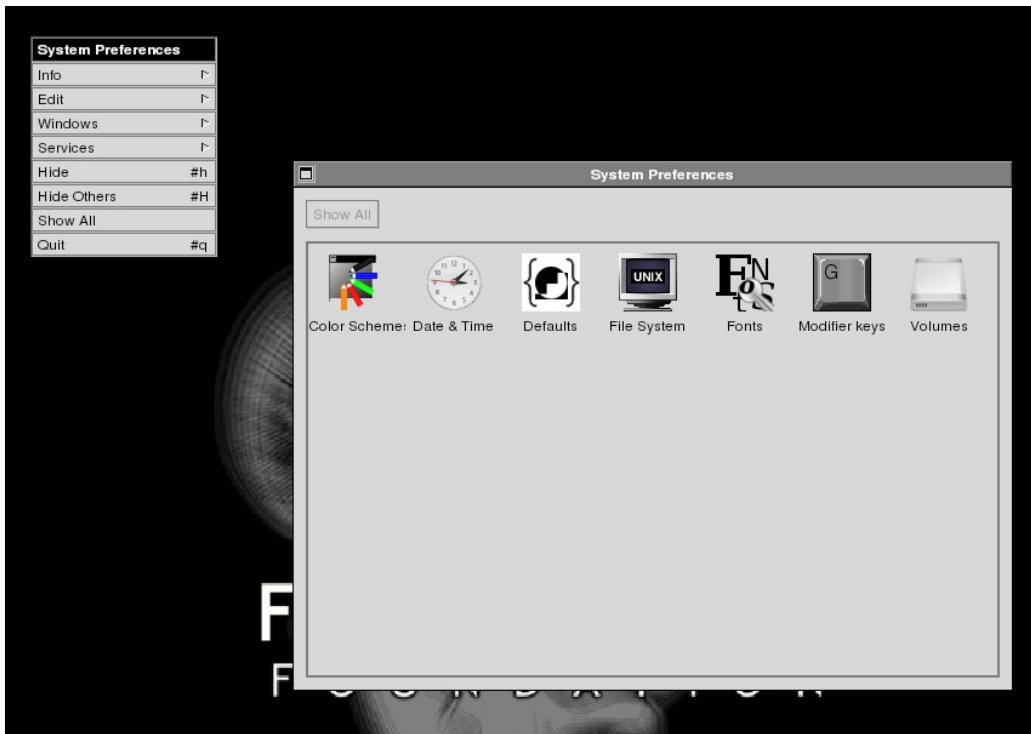 System Preferences
Info
Edit
Windows
Services
Hide #h
Hide Others #H
Show All
Quit #q
System Preferences
Show All
UNIX
G
Color Scheme Date & Time Defaults File System Fonts Modifier keys Volumes
F
F